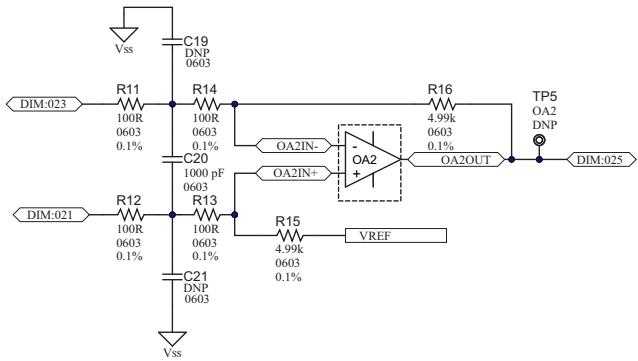 Vss
C19
DNP
0603
R11
R14
R16
TP5
OA2
DNP
DIM:023
100R
0603
0.1%
100R
0603
0.1%
4.99k
0603
0.1%
C20
1000 pF
0603
OA2IN-
-
OA2
+
OA2IN+
OA2OUT
DIM:025
DIM:021
R12
R13
100R
0603
0.1%
100R
0603
0.1%
R15
4.99k
0603
0.1%
VREF
C21
DNP
0603
Vss